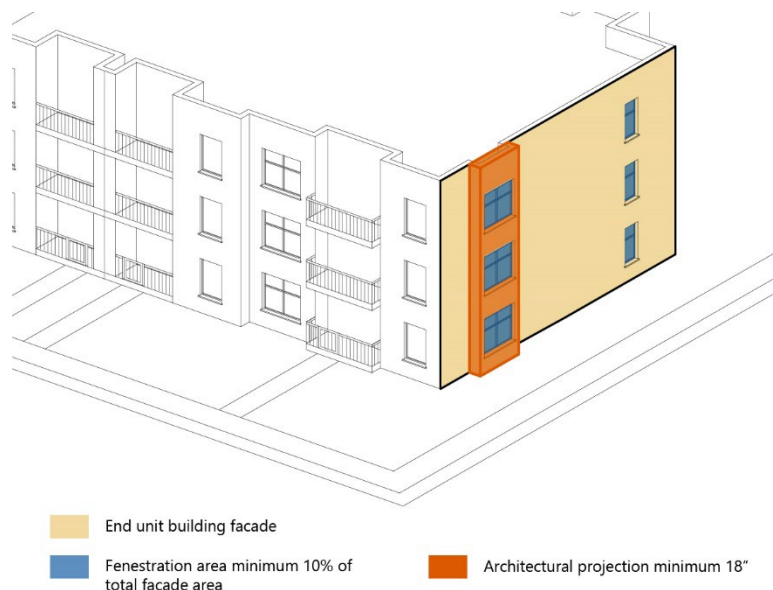 End unit building facade
Fenestration area minimum 10% of
total facade area
Architectural projection minimum 18"